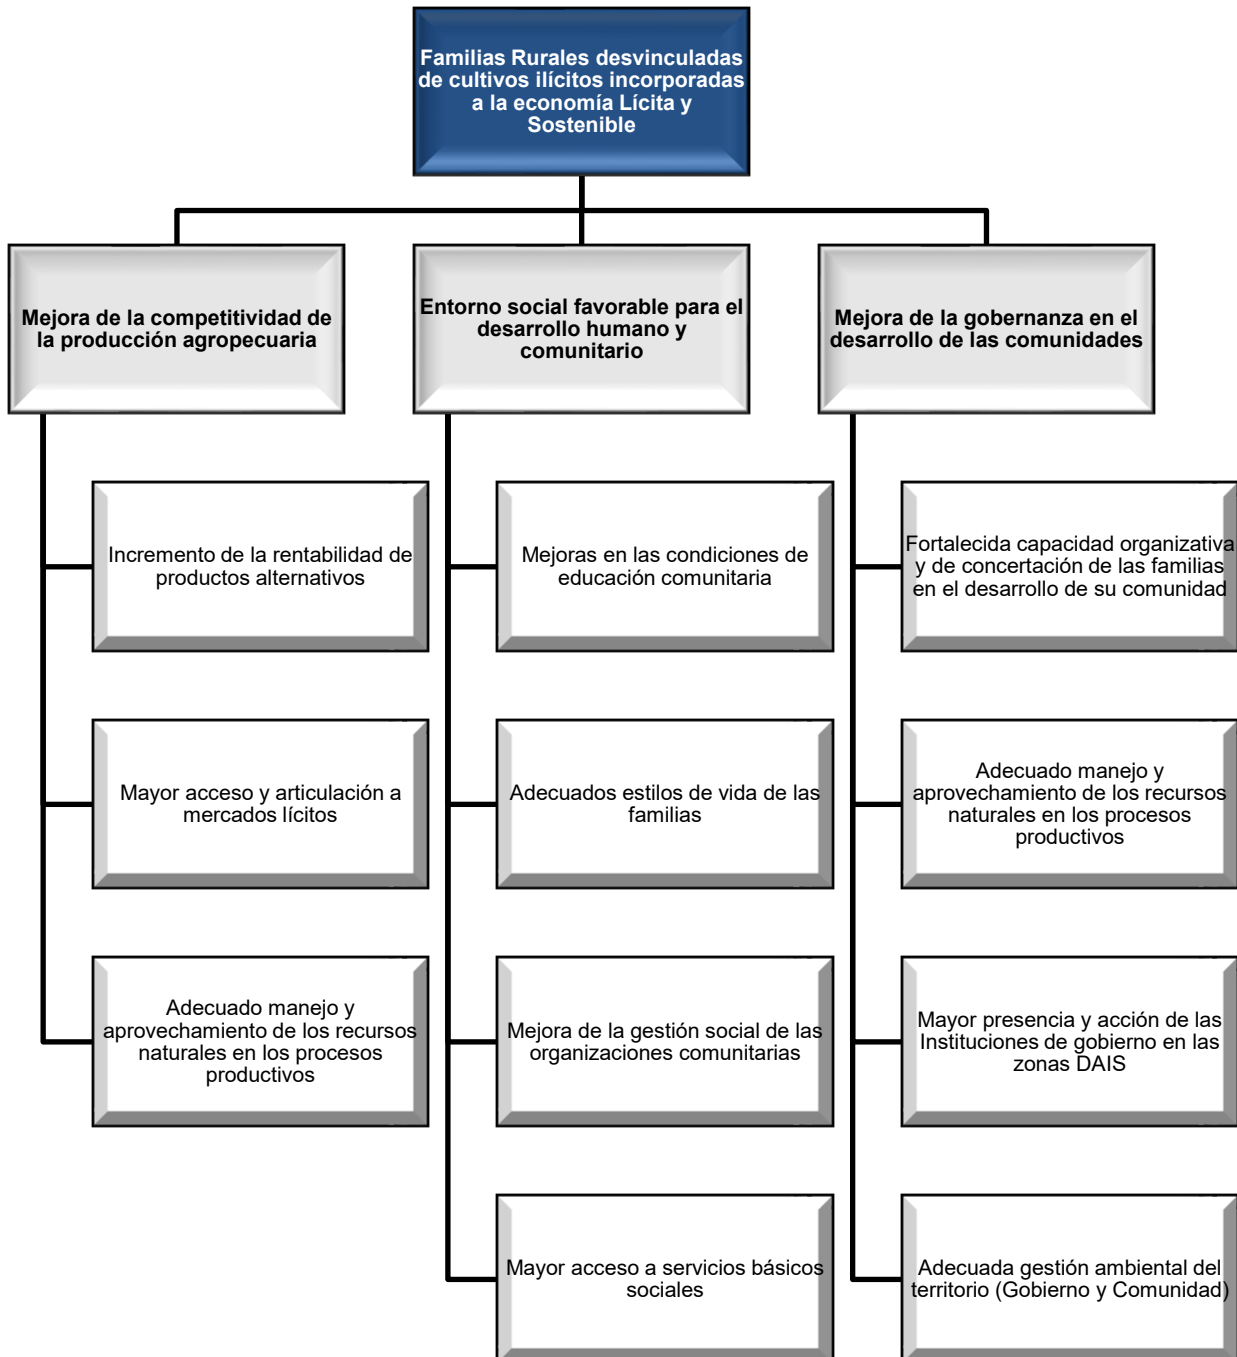 Familias Rurales desvinculadas
de cultivos ilícitos incorporadas
a la economía Lícita y
Sostenible
Mejora de la competitividad de
la producción agropecuaria
Entorno social favorable para el
desarrollo humano y
comunitario
Mejora de la gobernanza en el
desarrollo de las comunidades
Incremento de la rentabilidad de
productos alternativos
Mejoras en las condiciones de
educación comunitaria
Fortalecida capacidad organizativa
y de concertación de las familias
en el desarrollo de su comunidad
Mayor acceso y articulación a
mercados lícitos
Adecuados estilos de vida de las
familias
Adecuado manejo y
aprovechamiento de los recursos
naturales en los procesos
productivos
Adecuado manejo y
aprovechamiento de los recursos
naturales en los procesos
productivos
Mejora de la gestión social de las
organizaciones comunitarias
Mayor presencia y acción de las
Instituciones de gobierno en las
zonas DAIS
Mayor acceso a servicios básicos
sociales
Adecuada gestión ambiental del
territorio (Gobierno y Comunidad)